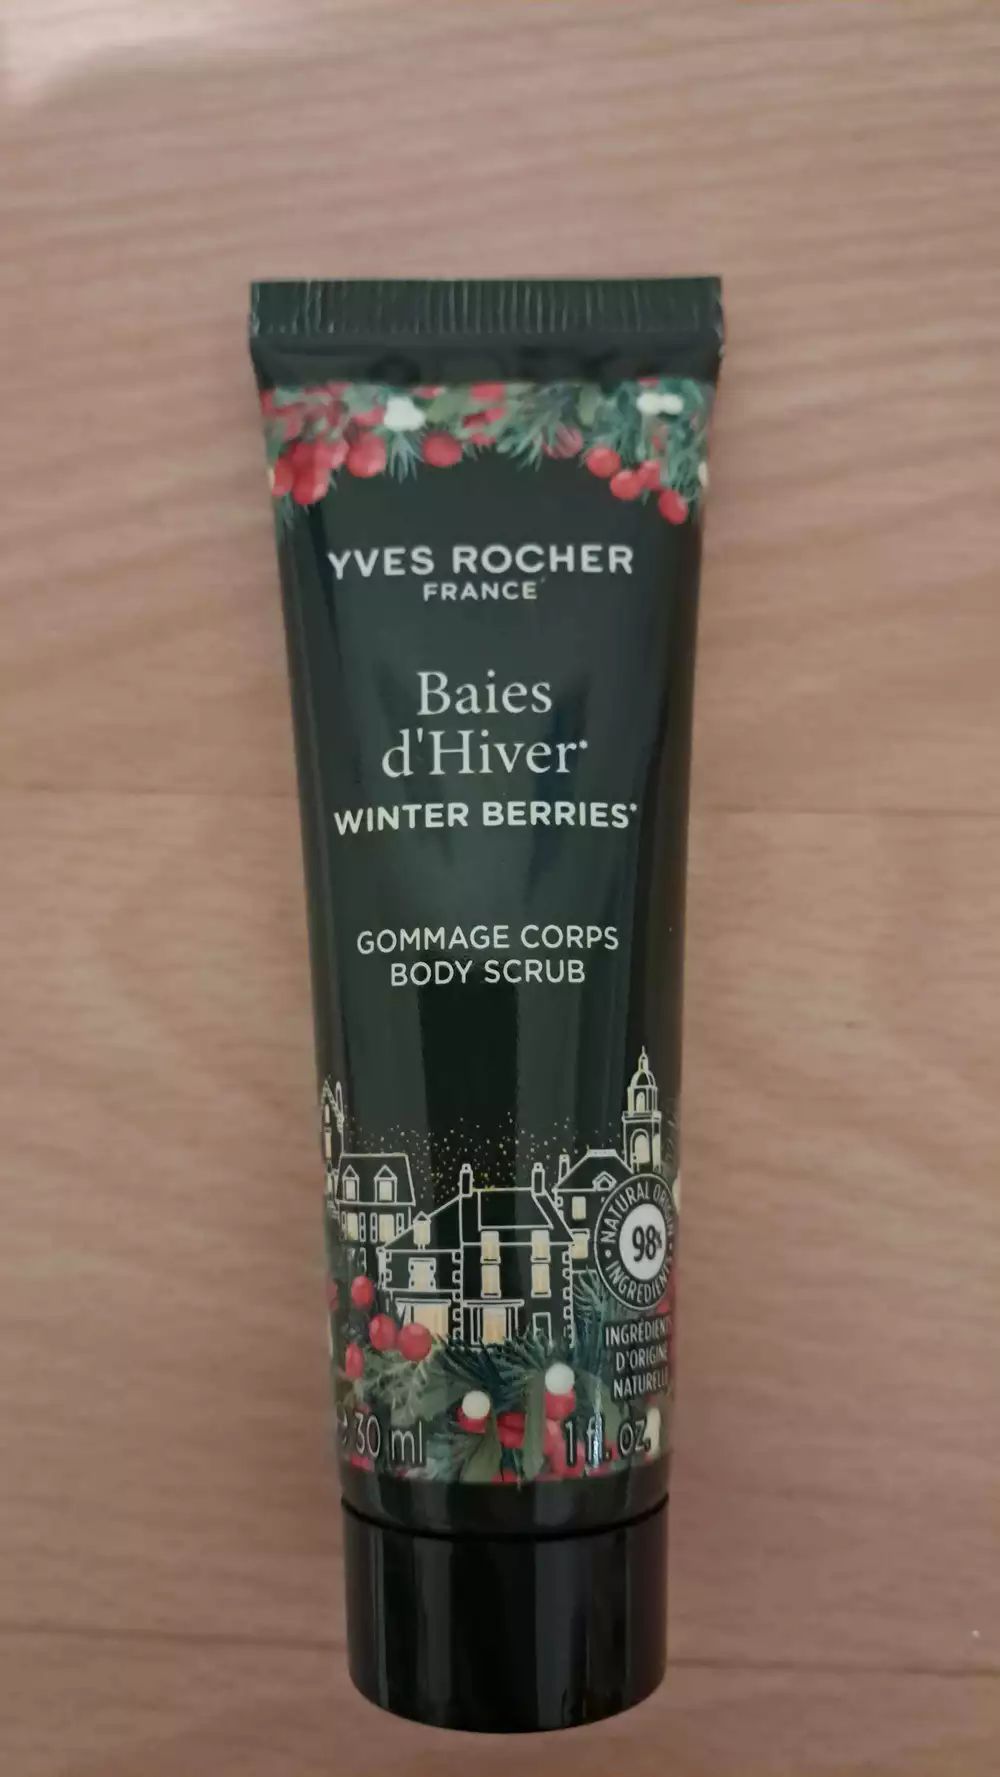 YVES ROCHER
FRANCE
Baies
d'Hiver*
WINTER BERRIES*
GOMMAGE CORPS
BODY SCRUB
NATURAL ORIGINE
98%
INGREDIENTS
INGRÉDIENTS
D'ORIGINE
NATURELLE
e 30 ml
1 fl. oz.